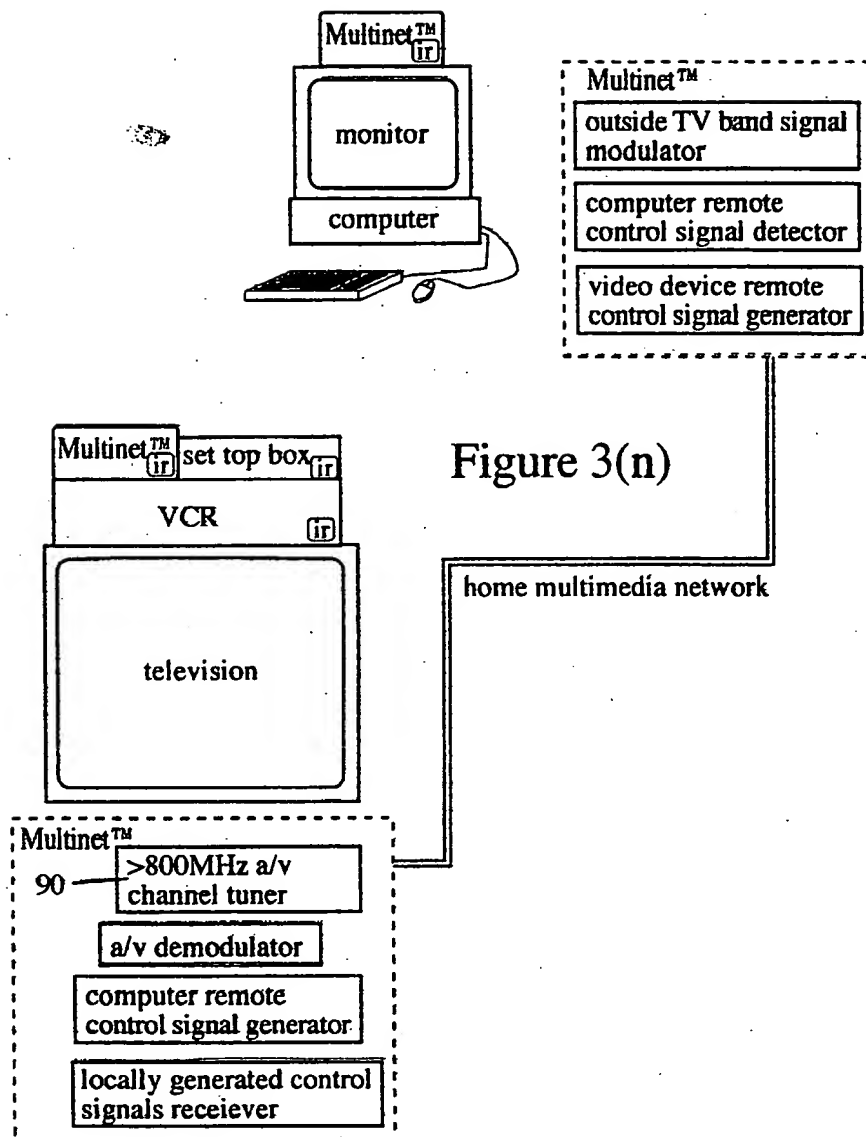 Multinet™
ir
monitor
computer
Multinet™
outside TV band signal
modulator
computer remote
control signal detector
video device remote
control signal generator
Multinet™
ir
set top box
ir
VCR
ir
television
Figure 3(n)
home multimedia network
Multinet™
90
>800MHz a/v
channel tuner
a/v demodulator
computer remote
control signal generator
locally generated control
signals receiever